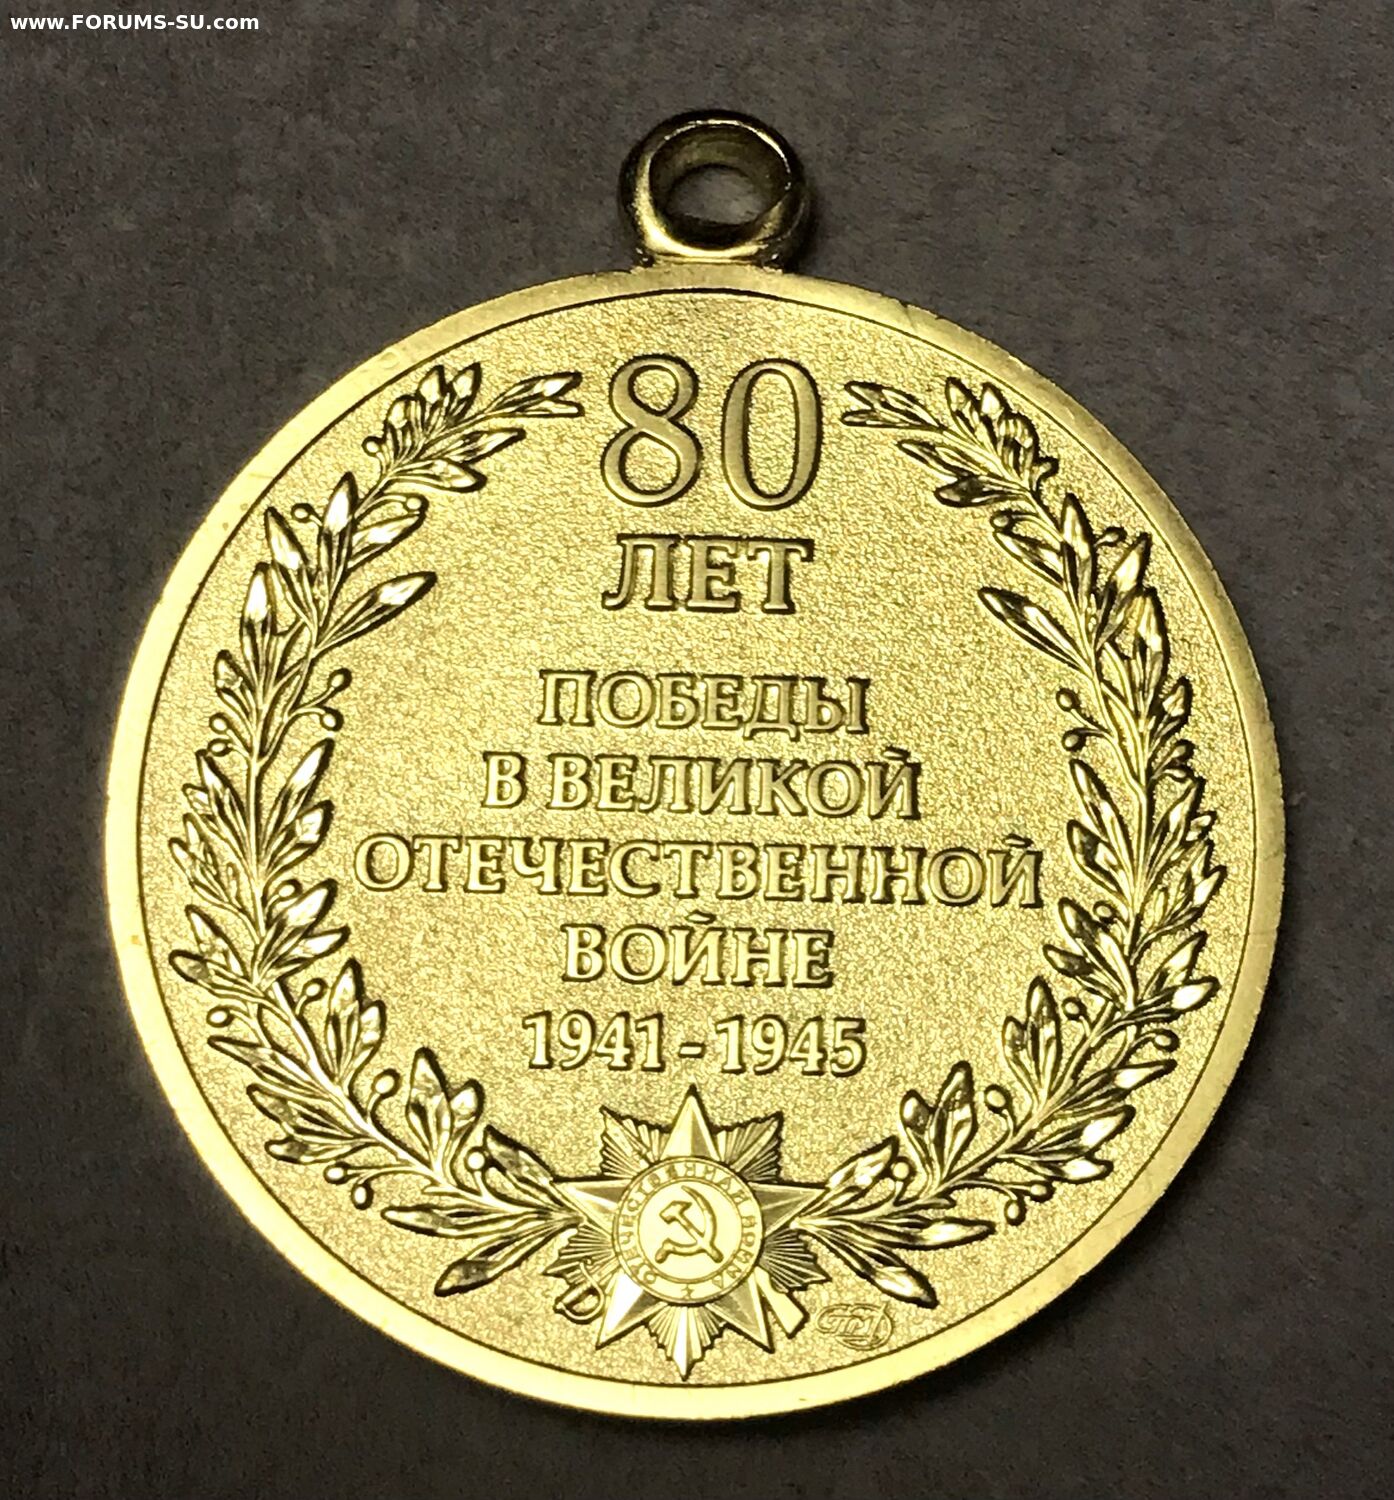 www.FORUMS-SU.com
80
ЛЕТ
ПОБЕДЫ
В ВЕЛИКОЙ
ОТЕЧЕСТВЕННОЙ
ВОЙНЕ
1941-1945
ОТЕЧЕСТВЕННАЯ ВОЙНА